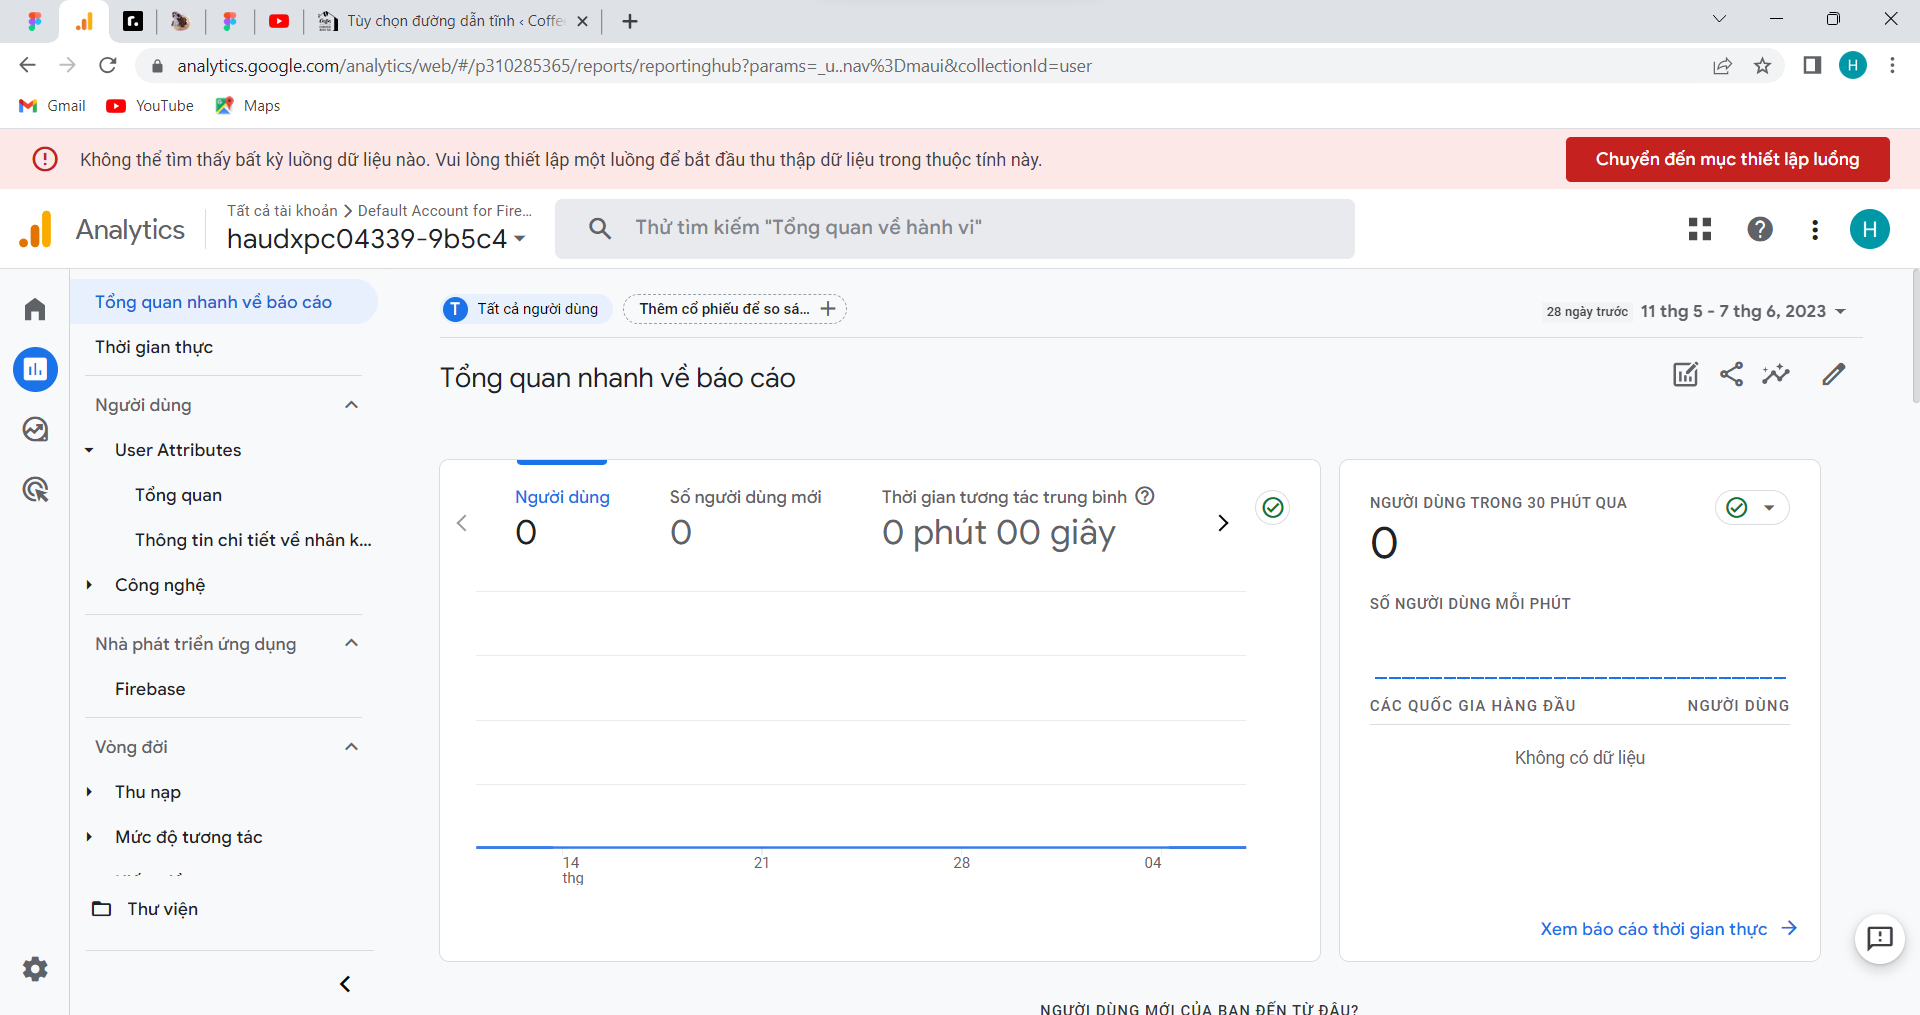 Tùy chọn đường dẫn tĩnh ‹ Coffe
analytics.google.com/analytics/web/#/p310285365/reports/reportinghub?params=_u..nav%3Dmaui&collectionId=user
H
Gmail
YouTube
Maps
Không thể tìm thấy bất kỳ luồng dữ liệu nào. Vui lòng thiết lập một luồng để bắt đầu thu thập dữ liệu trong thuộc tính này.
Chuyển đến mục thiết lập luồng
Analytics
Tất cả tài khoản > Default Account for Fire...
haudxpc04339-9b5c4
Thử tìm kiếm "Tổng quan về hành vi"
H
Tổng quan nhanh về báo cáo
Thời gian thực
Người dùng
User Attributes
Tổng quan
Thông tin chi tiết về nhân k...
Công nghệ
Nhà phát triển ứng dụng
Firebase
Vòng đời
Thu nạp
Mức độ tương tác
Thư viện
T Tất cả người dùng
Thêm cổ phiếu để so sá... +
28 ngày trước 11 thg 5 - 7 thg 6, 2023
Tổng quan nhanh về báo cáo
Người dùng
0
Số người dùng mới
0
Thời gian tương tác trung bình
0 phút 00 giây
14
thg
21
28
04
NGƯỜI DÙNG TRONG 30 PHÚT QUA
0
SỐ NGƯỜI DÙNG MỖI PHÚT
CÁC QUỐC GIA HÀNG ĐẦU
NGƯỜI DÙNG
Không có dữ liệu
Xem báo cáo thời gian thực
NGƯỜI DÙNG MỚI CỦA BẠN ĐẾN TỪ ĐÂU?